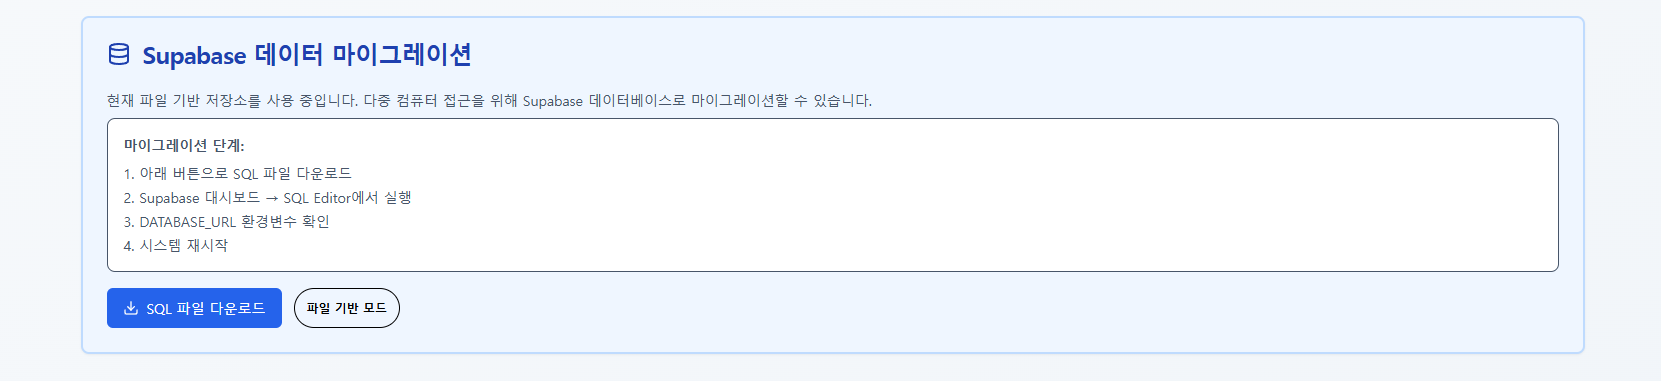 Supabase 데이터 마이그레이션
현재 파일 기반 저장소를 사용 중입니다. 다중 컴퓨터 접근을 위해 Supabase 데이터베이스로 마이그레이션할 수 있습니다.
마이그레이션 단계:
1. 아래 버튼으로 SQL 파일 다운로드
2. Supabase 대시보드 → SQL Editor에서 실행
3. DATABASE_URL 환경변수 확인
4. 시스템 재시작
SQL 파일 다운로드
파일 기반 모드